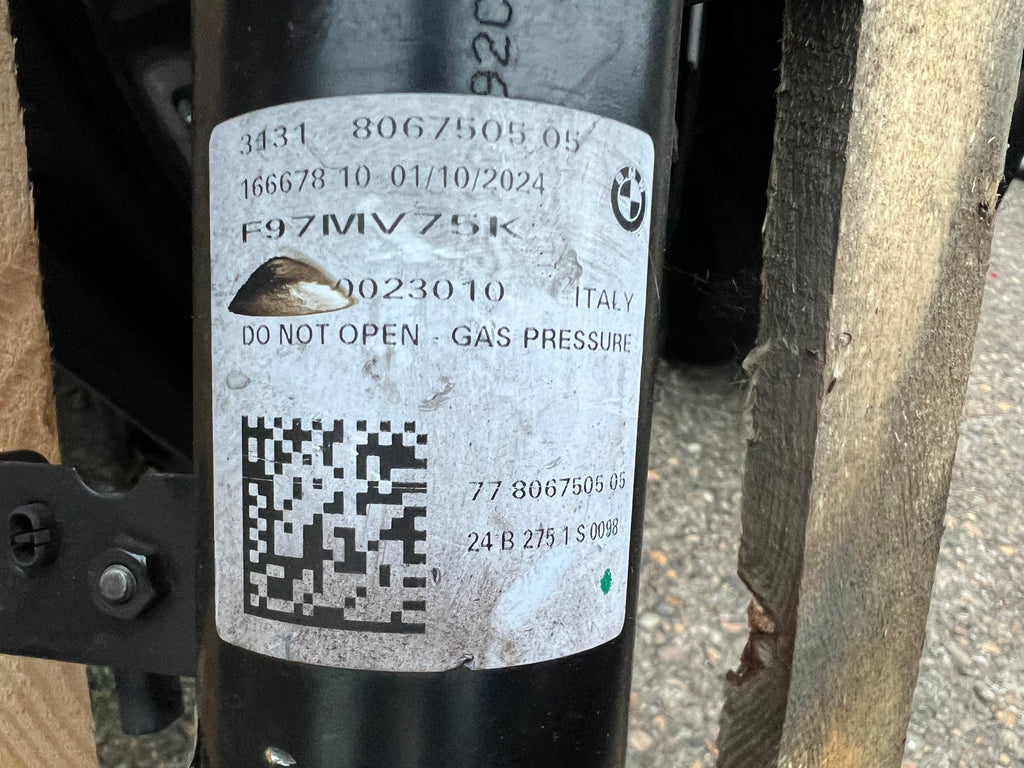 92C
3131 8067505 05
166678 10 01/10/2024
F97MV75K
0023010 ITALY
DO NOT OPEN - GAS PRESSURE
77 8067505 05
24 B 275 1 S 0098